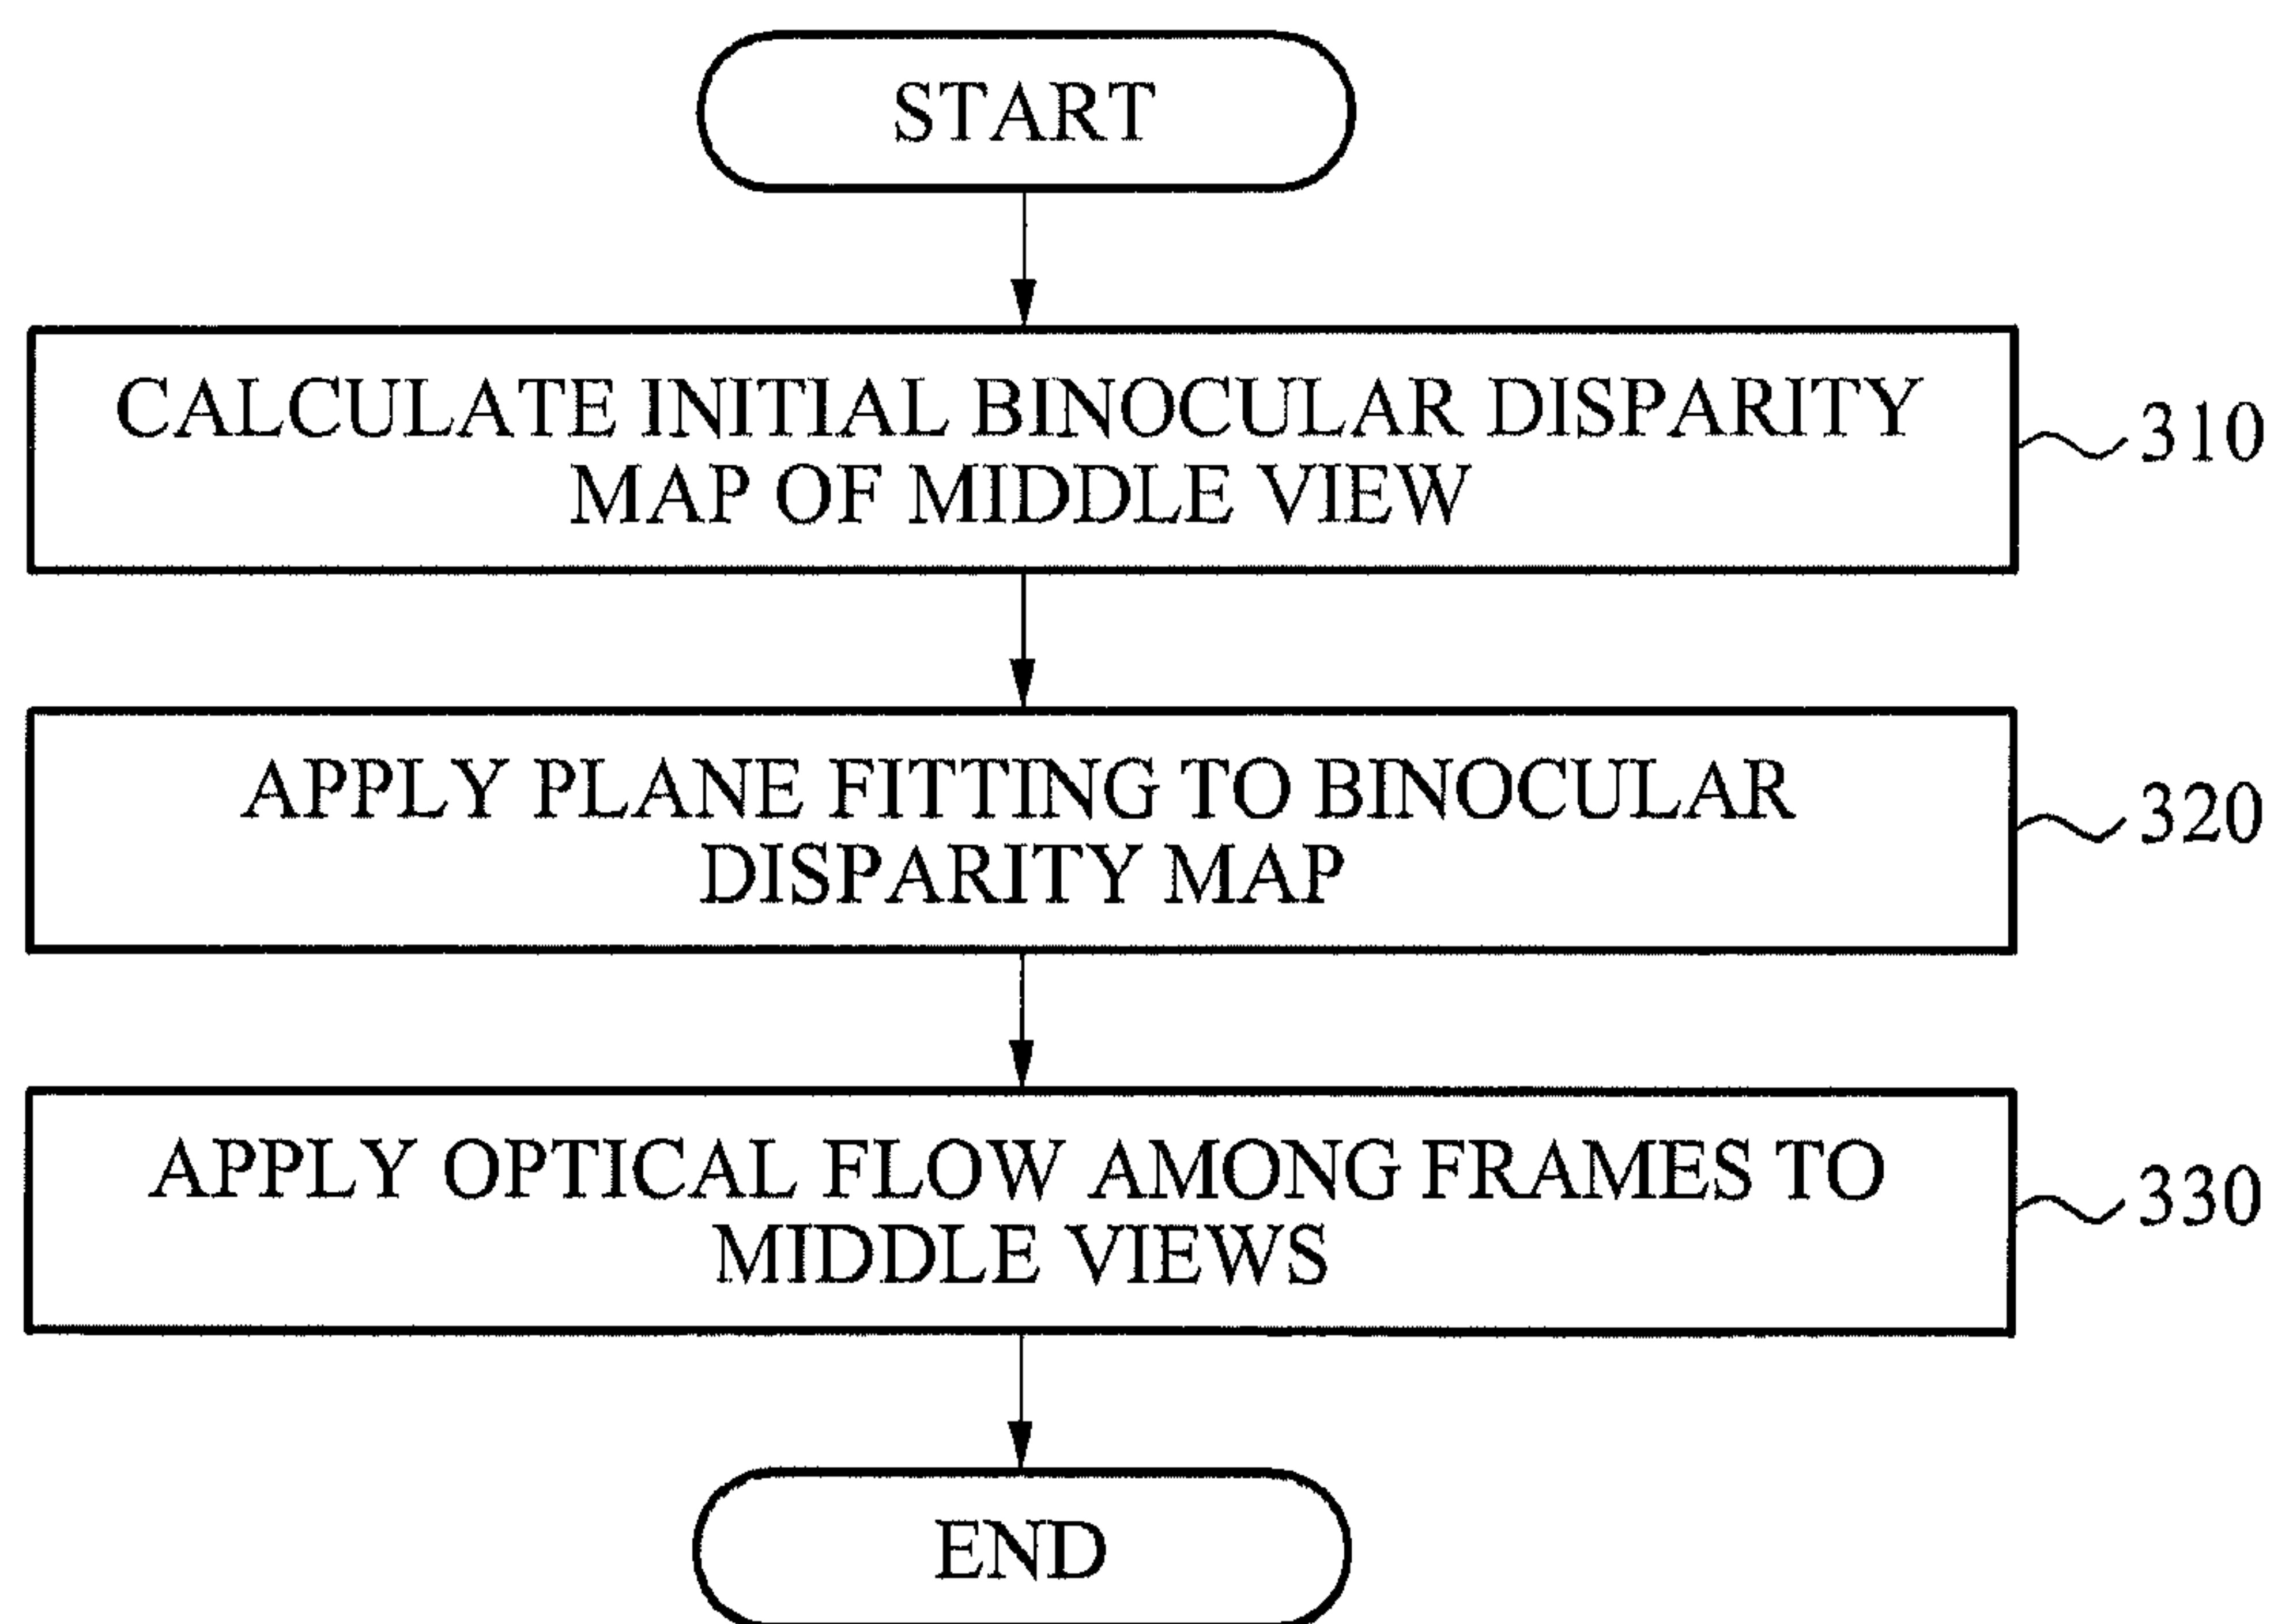 START
CALCULATE INITIAL BINOCULAR DISPARITY
MAP OF MIDDLE VIEW
310
APPLY PLANE FITTING TO BINOCULAR
DISPARITY MAP
320
APPLY OPTICAL FLOW AMONG FRAMES TO
MIDDLE VIEWS
330
END